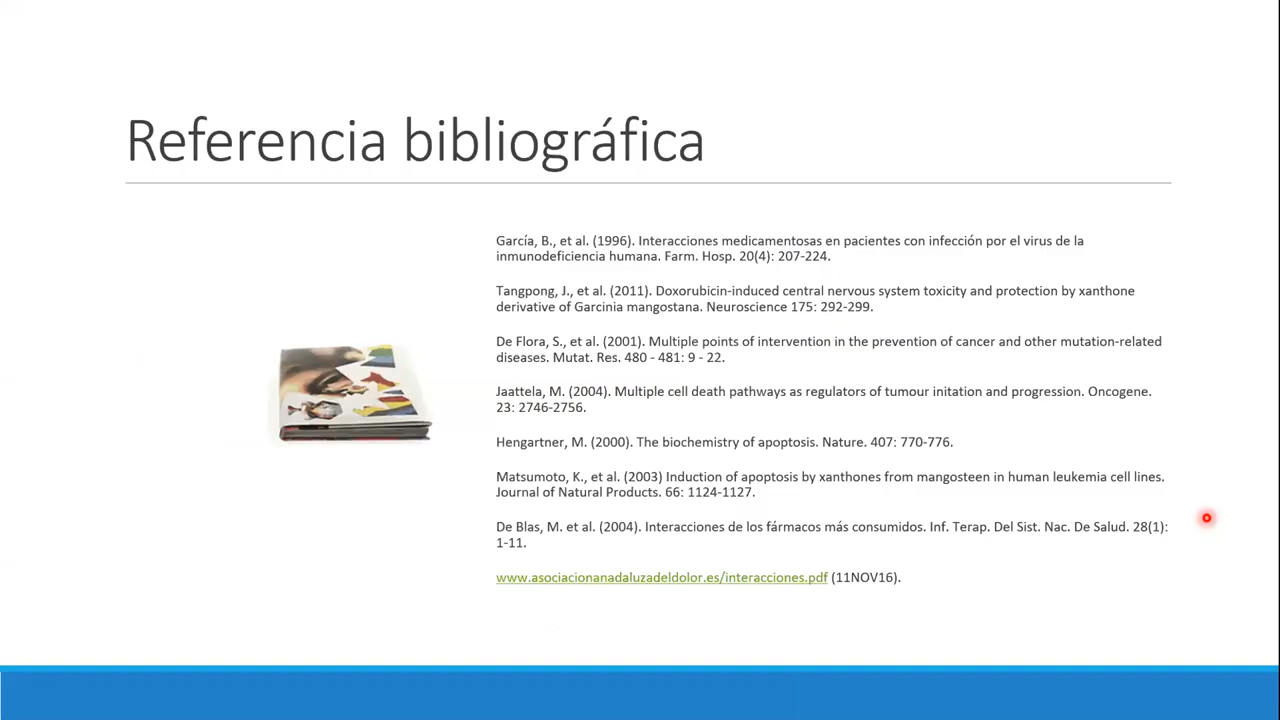 Referencia bibliográfica
García, B., et al. (1996). Interacciones medicamentosas en pacientes con infección por el virus de la
inmunodeficiencia humana. Farm. Hosp. 20(4): 207-224.
Tangpong, J., et al. (2011). Doxorubicin-induced central nervous system toxicity and protection by xanthone
derivative of Garcinia mangostana. Neuroscience 175: 292-299.
De Flora, S., et al. (2001). Multiple points of intervention in the prevention of cancer and other mutation-related
diseases. Mutat. Res. 480 - 481: 9 - 22.
Jaattela, M. (2004). Multiple cell death pathways as regulators of tumour initation and progression. Oncogene.
23: 2746-2756.
Hengartner, M. (2000). The biochemistry of apoptosis. Nature. 407: 770-776.
Matsumoto, K., et al. (2003) Induction of apoptosis by xanthones from mangosteen in human leukemia cell lines.
Journal of Natural Products. 66: 1124-1127.
De Blas, M. et al. (2004). Interacciones de los fármacos más consumidos. Inf. Terap. Del Sist. Nac. De Salud. 28(1):
1-11.
www.asociacionanadaluzadeldolor.es/interacciones.pdf (11NOV16).